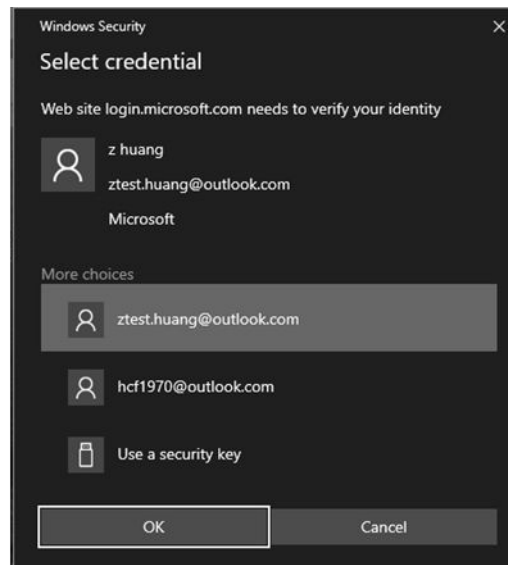 Windows Security
Select credential
Web site login.microsoft.com needs to verify your identity
z huang
ztest.huang@outlook.com
Microsoft
More choices
ztest.huang@outlook.com
hcf1970@outlook.com
Use a security key
OK
Cancel